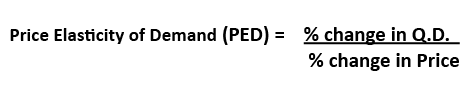 Price Elasticity of Demand (PED) = % change in Q.D.
% change in Price